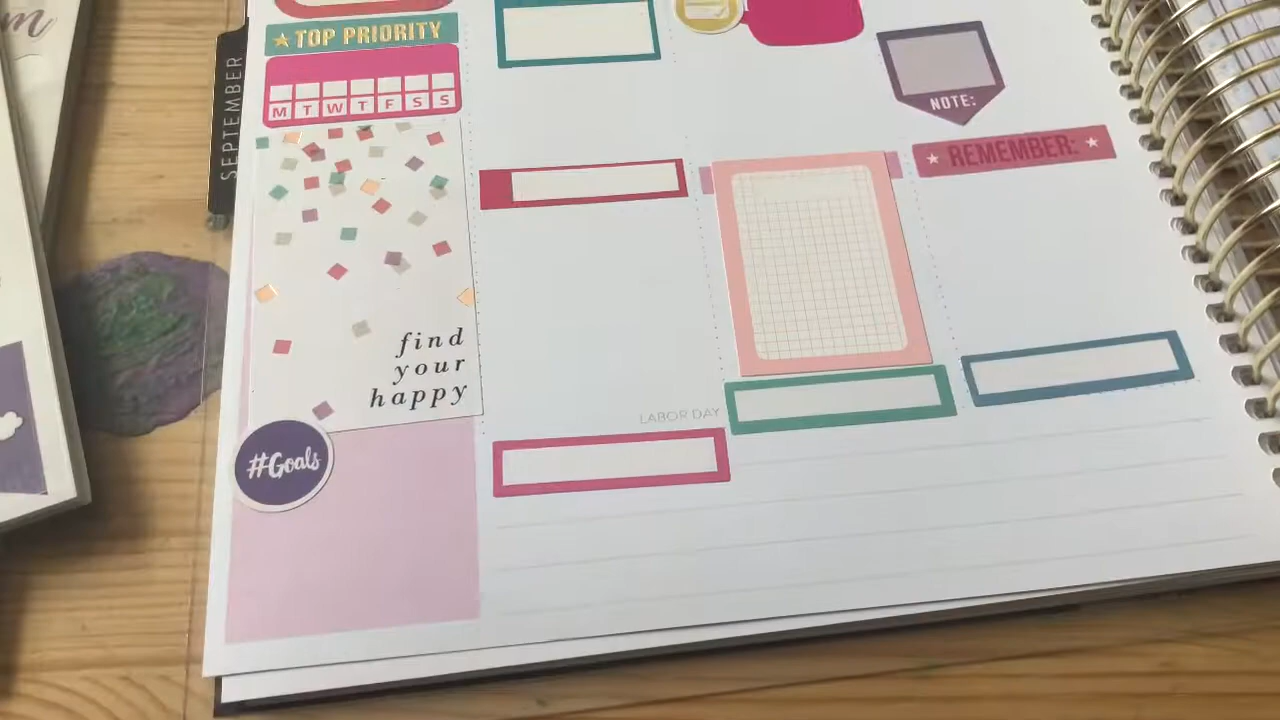 m
TOP PRIORITY
M T W T F S S
SEPTEMBER
NOTE:
REMEMBER:
find
your
happy
LABOR DAY
#Goals